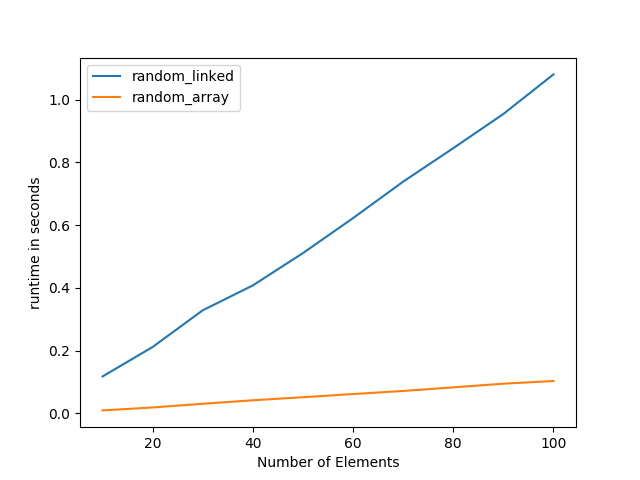 random_linked
random_array
1.0
0.8
0.6
0.4
0.2
0.0
runtime in seconds
20 40 60 80 100
Number of Elements